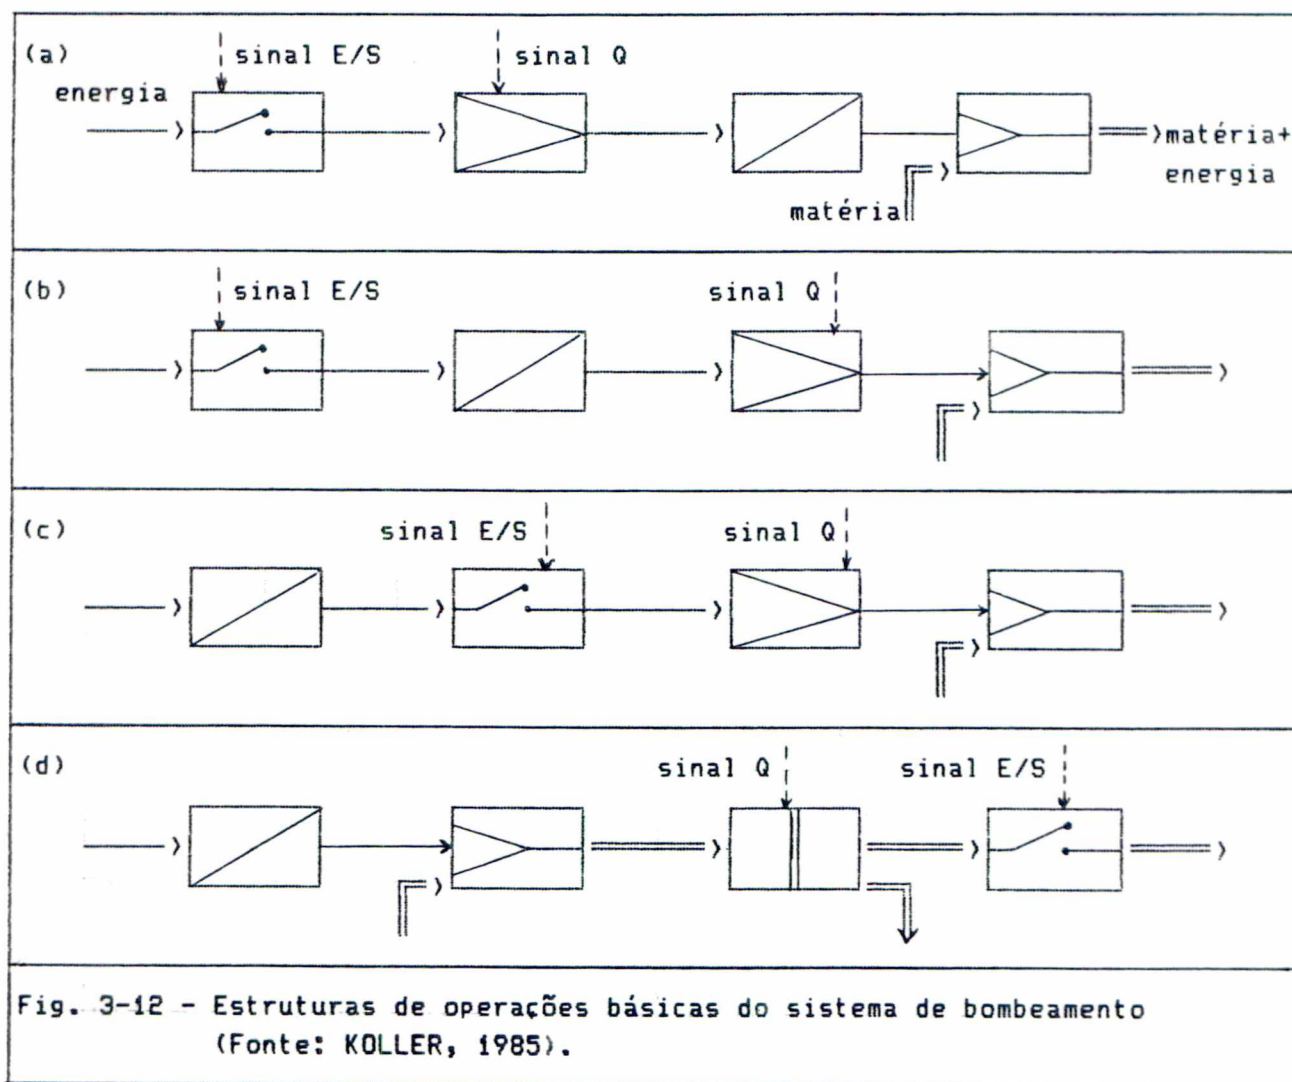 (a)
sinal E/S
sinal Q
energia
matéria+
energia
matéria
(b)
sinal E/S
sinal Q
(c)
sinal E/S
sinal Q
(d)
sinal Q
sinal E/S
Fig. 3-12 - Estruturas de operações básicas do sistema de bombeamento
(Fonte: KOLLER, 1985).